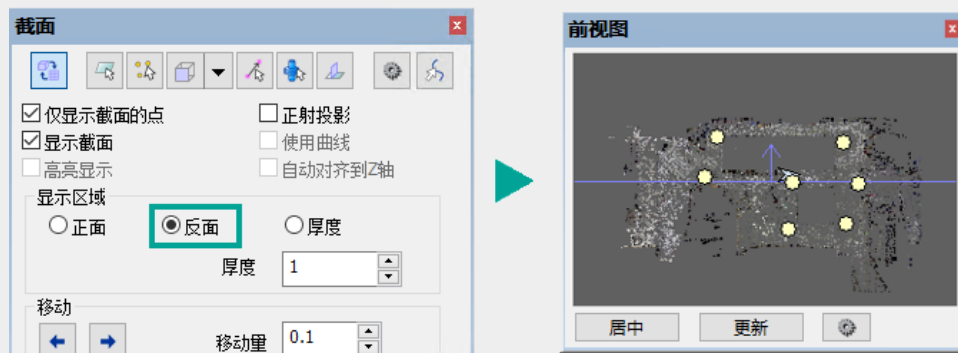 截面
仅显示截面的点
正射投影
显示截面
使用曲线
高亮显示
自动对齐到Z轴
显示区域
正面
反面
厚度
厚度
1
移动
移动量
0.1
前视图
居中
更新